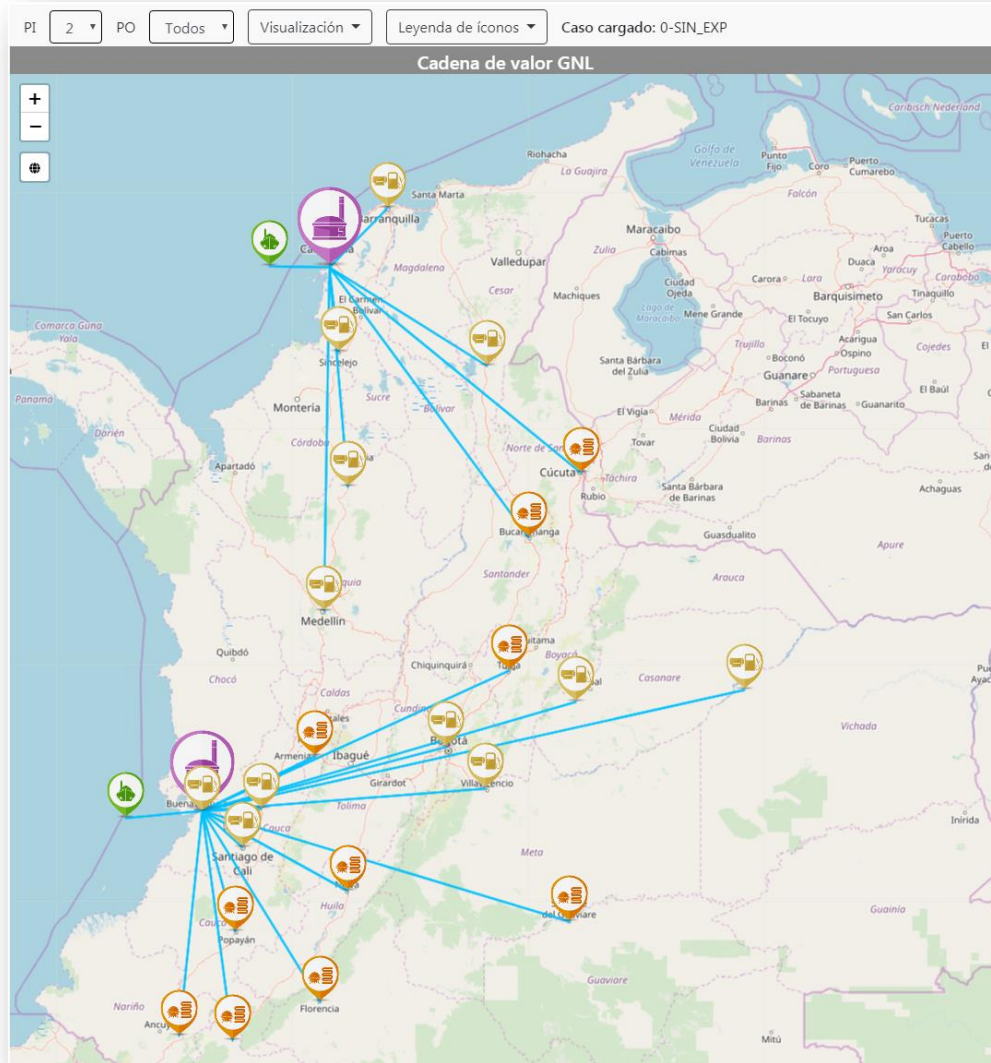 PI 2 PO Todos Visualización Leyenda de íconos Caso cargado: 0-SIN_EXP
Cadena de valor GNL
+
−
Caribisch Nederland
Golfo de
Venezuela
Punto
Fijo
Coro
Puerto
Cumarebo
Riohacha
La Guajira
Falcón
Santa Marta
Tucacas
Puerto
Cabello
Maracaibo
Cabimas
Zulia
Aroa
Duaca
Yaracuy
Carabobo
Magdalena
Valledupar
Cesar
Machiques
Ciudad
Ojeda
Lago de
Maracaibo
Mene Grande
Carora
Lara
Barquisimeto
Tinaquillo
El Tocuyo
San Carlos
El Carmen
Bolívar
Comarca Guna
Yala
Sincelejo
Trujillo
Acarigua
Ospino
Cojedes
Boconó
Portuguesa
Guanare
Santa Bárbara
del Zulia
Panamá
Montería
Sucre
Bolívar
El Vigía
Mérida
Barinas
Sabaneta
de Barinas
Guanarito
El Baúl
Darién
Córdoba
Ciudad
Bolivia
Barinas
Tovar
Apartadó
Cúcuta
Táchira
Rubio
Santa Bárbara
de Barinas
Achaguas
Guasdualito
Apure
Santander
Arauca
Medellín
Quibdó
Chocó
Chiquinquirá
Boyacá
Casanare
Caldas
Vichada
Ibagué
Bogotá
Girardot
Tolima
Inírida
Cauca
Santiago de
Cali
Meta
Huila
Guainía
Cauca
Popayán
Guaviare
Nariño
Florencia
Mitú